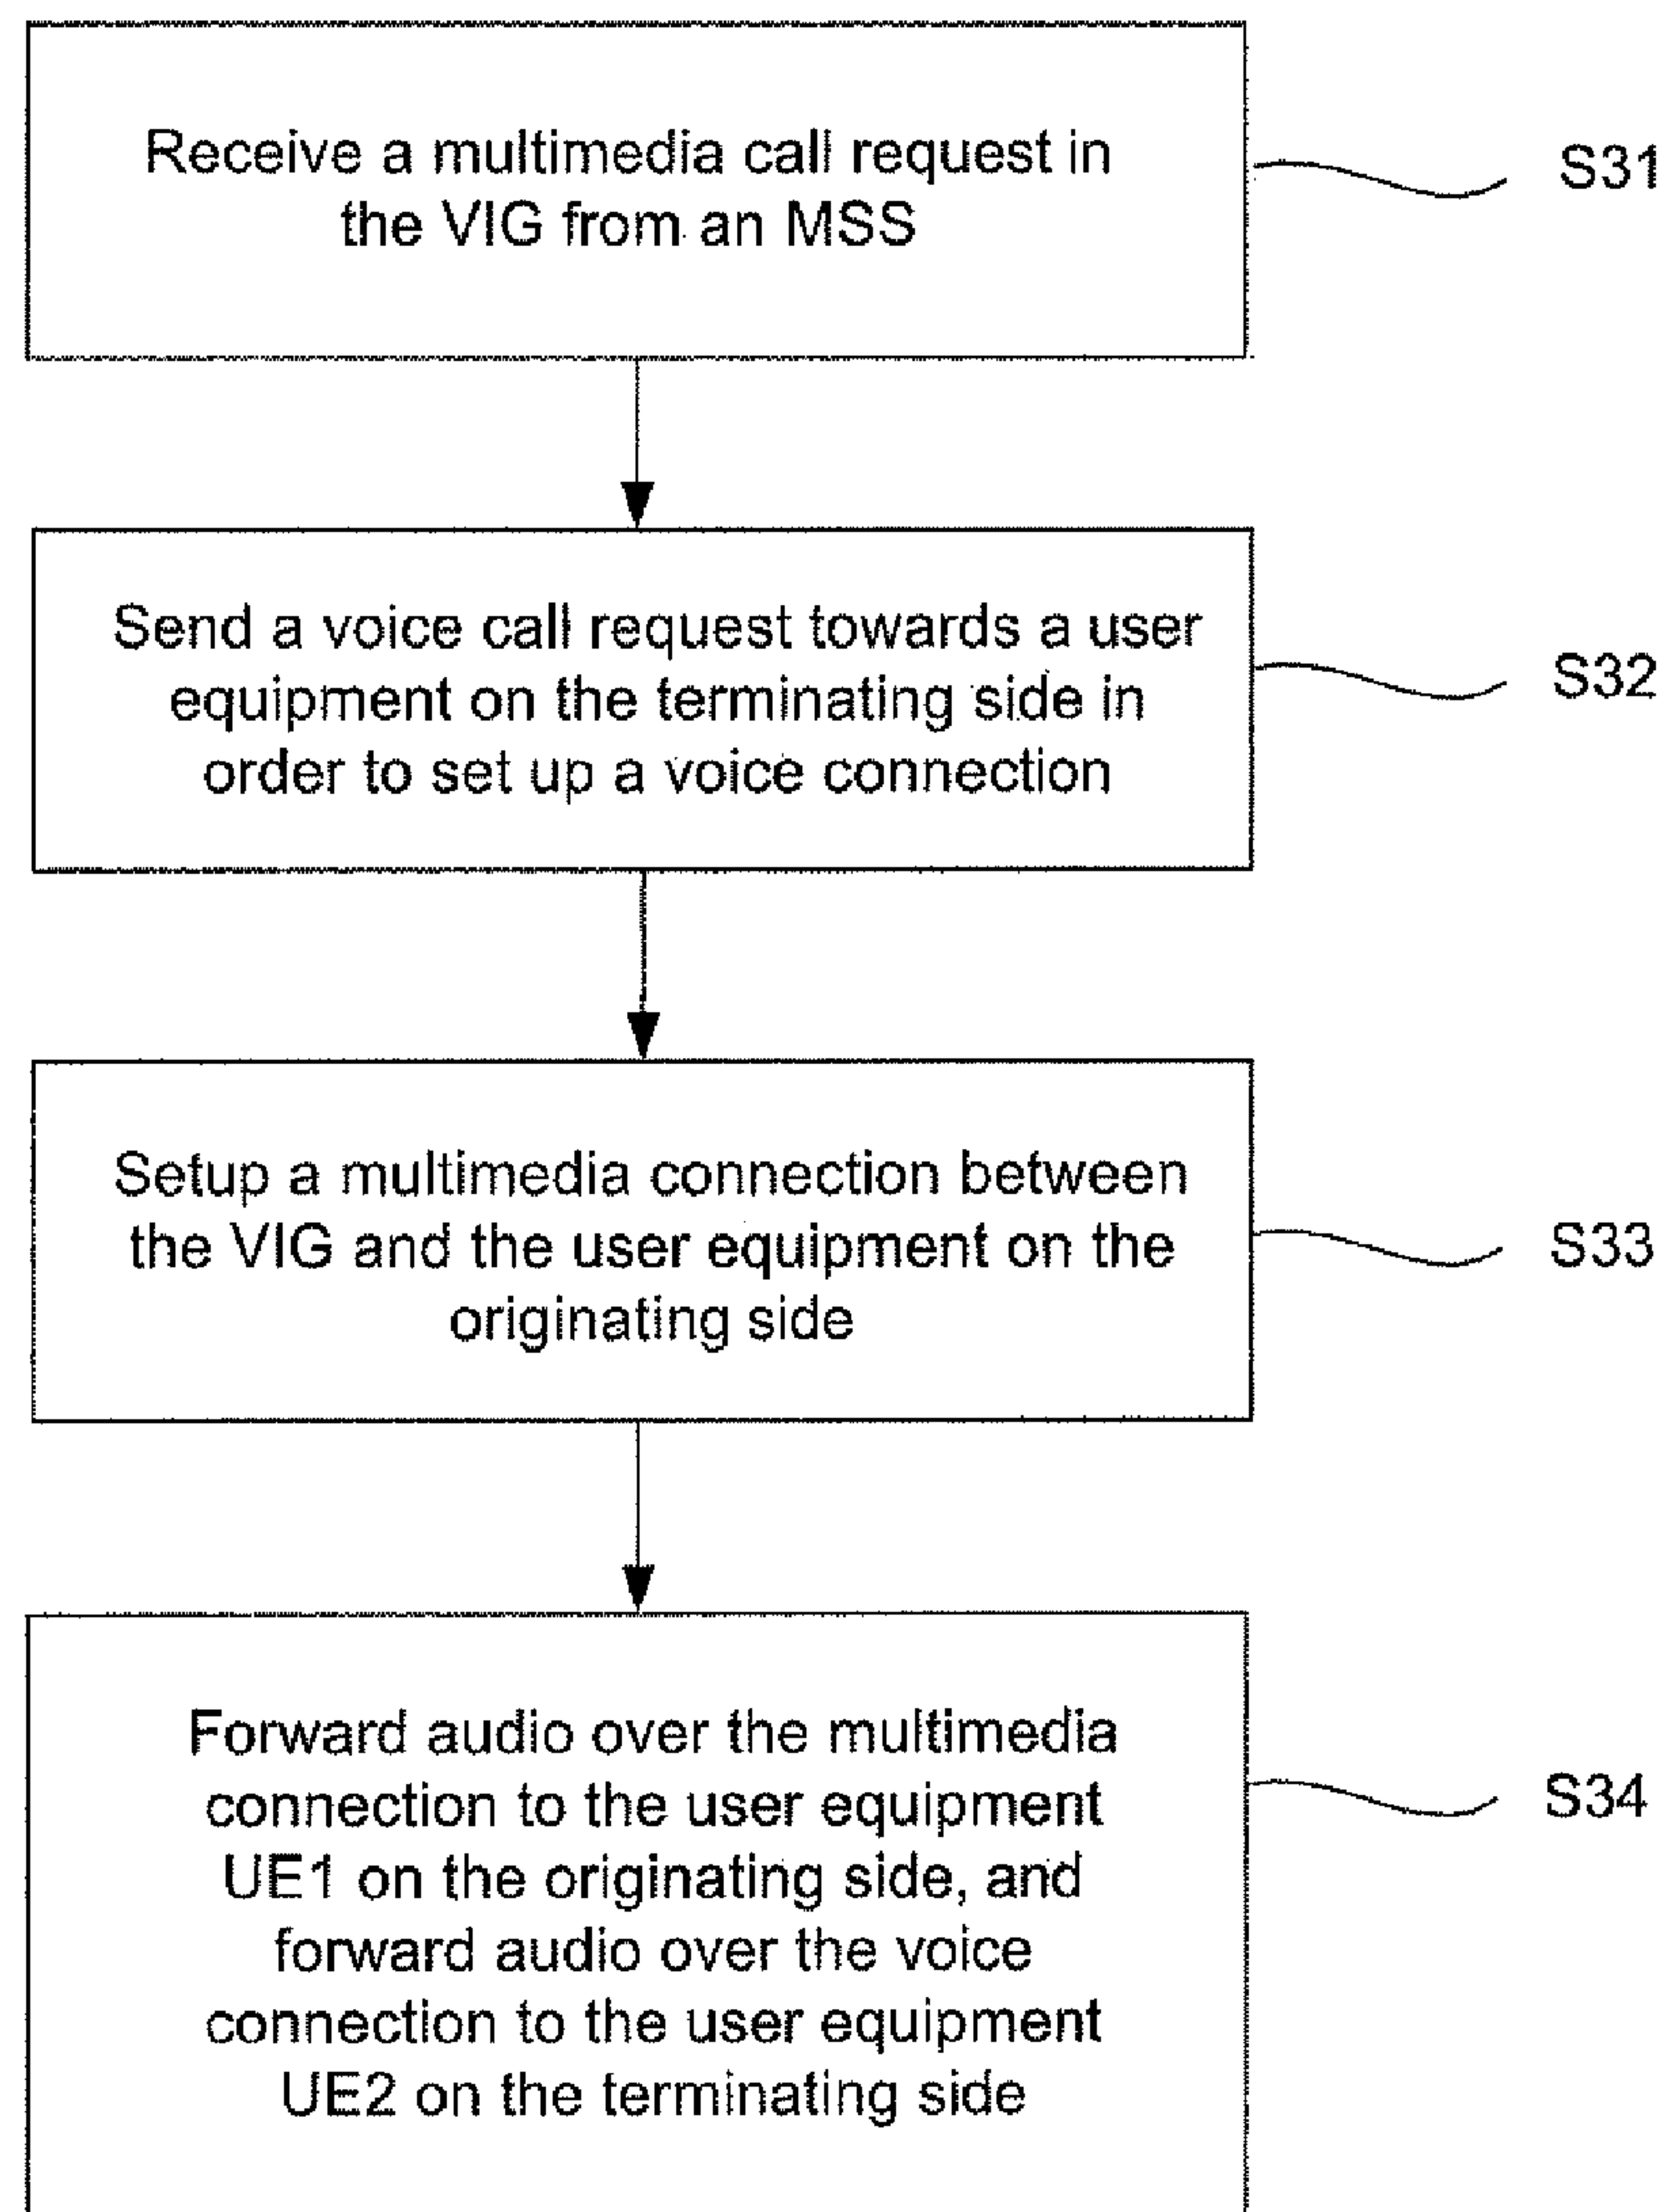 Receive a multimedia call request in
the VIG from an MSS
S31
Send a voice call request towards a user
equipment on the terminating side in
order to set up a voice connection
S32
Setup a multimedia connection between
the VIG and the user equipment on the
originating side
S33
Forward audio over the multimedia
connection to the user equipment
UE1 on the originating side, and
forward audio over the voice
connection to the user equipment
UE2 on the terminating side
S34